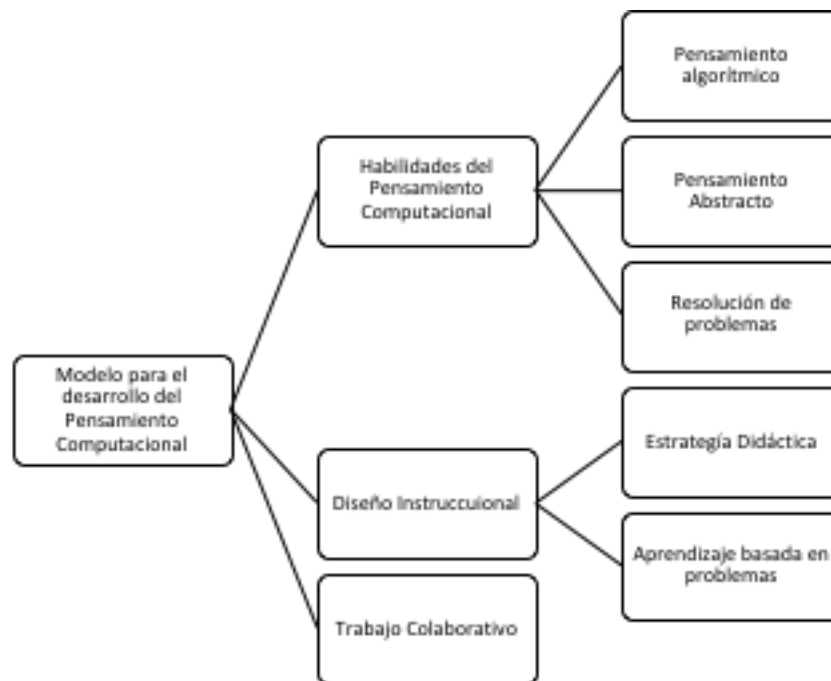 Pensamiento
algorítmico
Habilidades del
Pensamiento
Computacional
Pensamiento
Abstracto
Resolución de
problemas
Modelo para el
desarrollo del
Pensamiento
Computacional
Estrategía Didáctica
Diseño Instruccuional
Aprendizaje basada en
problemas
Trabajo Colaborativo